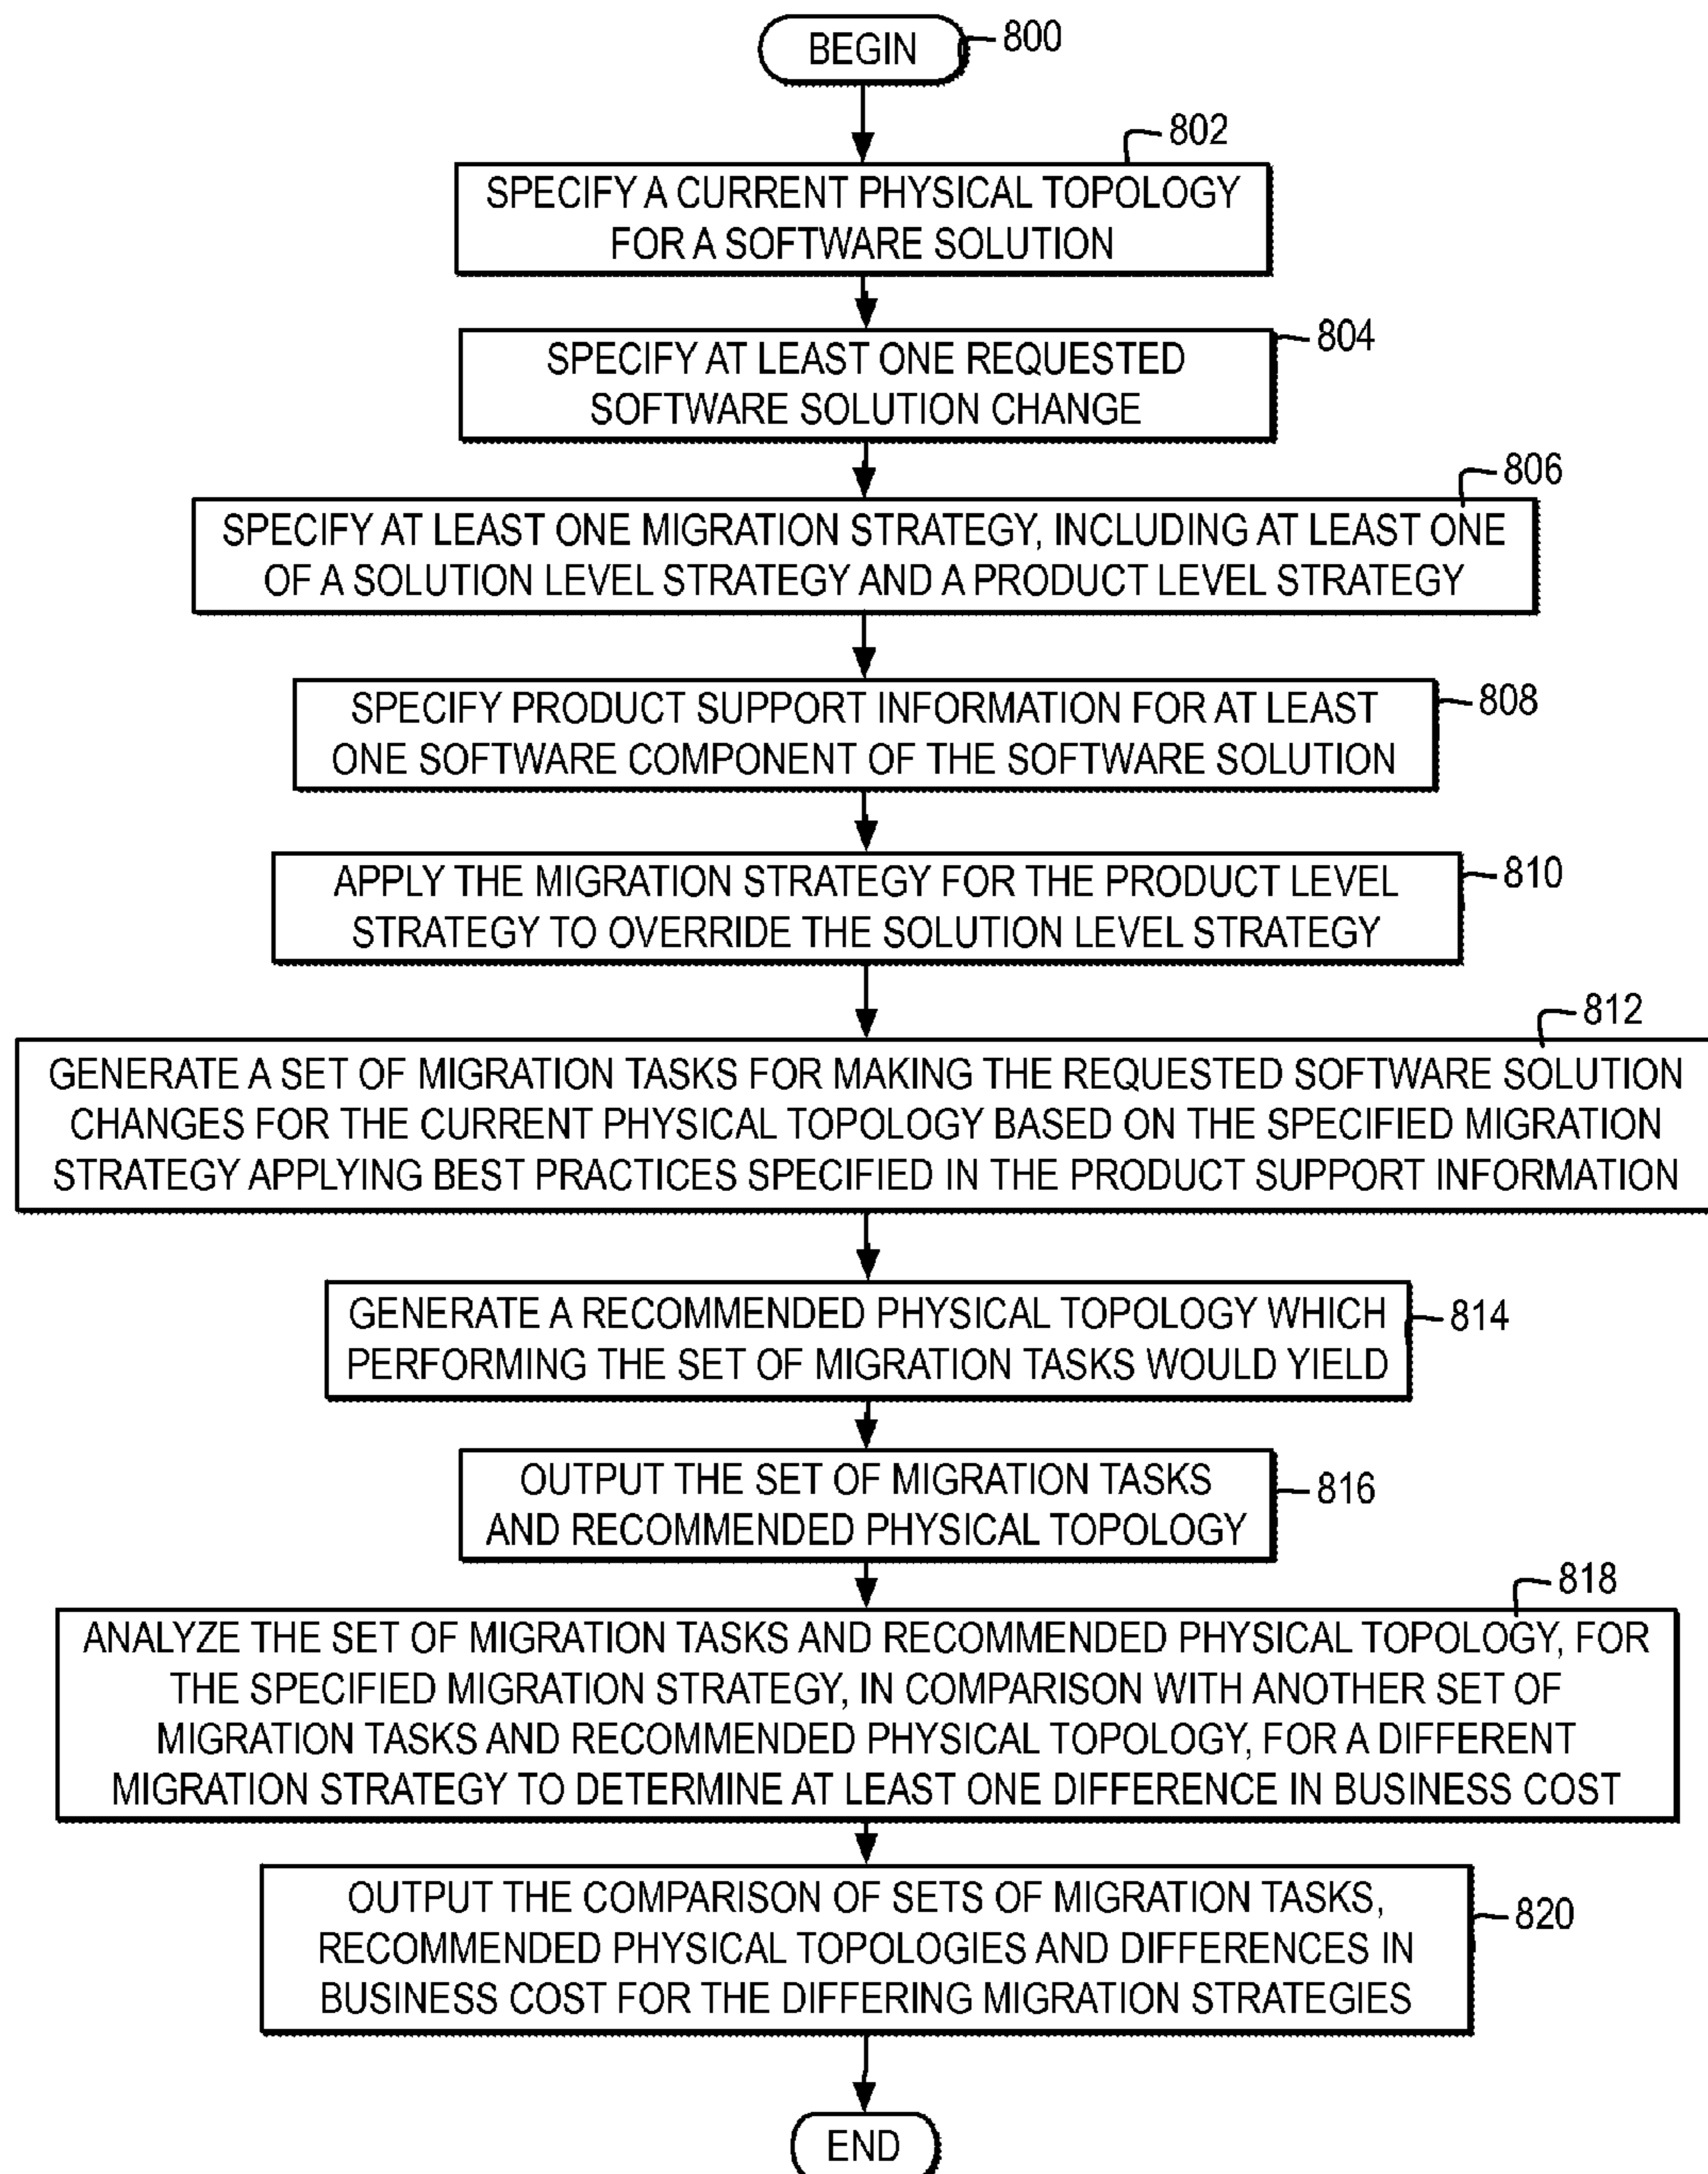 BEGIN
800
802
SPECIFY A CURRENT PHYSICAL TOPOLOGY
FOR A SOFTWARE SOLUTION
804
SPECIFY AT LEAST ONE REQUESTED
SOFTWARE SOLUTION CHANGE
806
SPECIFY AT LEAST ONE MIGRATION STRATEGY, INCLUDING AT LEAST ONE
OF A SOLUTION LEVEL STRATEGY AND A PRODUCT LEVEL STRATEGY
808
SPECIFY PRODUCT SUPPORT INFORMATION FOR AT LEAST
ONE SOFTWARE COMPONENT OF THE SOFTWARE SOLUTION
810
APPLY THE MIGRATION STRATEGY FOR THE PRODUCT LEVEL
STRATEGY TO OVERRIDE THE SOLUTION LEVEL STRATEGY
812
GENERATE A SET OF MIGRATION TASKS FOR MAKING THE REQUESTED SOFTWARE SOLUTION
CHANGES FOR THE CURRENT PHYSICAL TOPOLOGY BASED ON THE SPECIFIED MIGRATION
STRATEGY APPLYING BEST PRACTICES SPECIFIED IN THE PRODUCT SUPPORT INFORMATION
GENERATE A RECOMMENDED PHYSICAL TOPOLOGY WHICH
PERFORMING THE SET OF MIGRATION TASKS WOULD YIELD
814
OUTPUT THE SET OF MIGRATION TASKS
AND RECOMMENDED PHYSICAL TOPOLOGY
816
818
ANALYZE THE SET OF MIGRATION TASKS AND RECOMMENDED PHYSICAL TOPOLOGY, FOR
THE SPECIFIED MIGRATION STRATEGY, IN COMPARISON WITH ANOTHER SET OF
MIGRATION TASKS AND RECOMMENDED PHYSICAL TOPOLOGY, FOR A DIFFERENT
MIGRATION STRATEGY TO DETERMINE AT LEAST ONE DIFFERENCE IN BUSINESS COST
OUTPUT THE COMPARISON OF SETS OF MIGRATION TASKS,
RECOMMENDED PHYSICAL TOPOLOGIES AND DIFFERENCES IN
BUSINESS COST FOR THE DIFFERING MIGRATION STRATEGIES
820
END